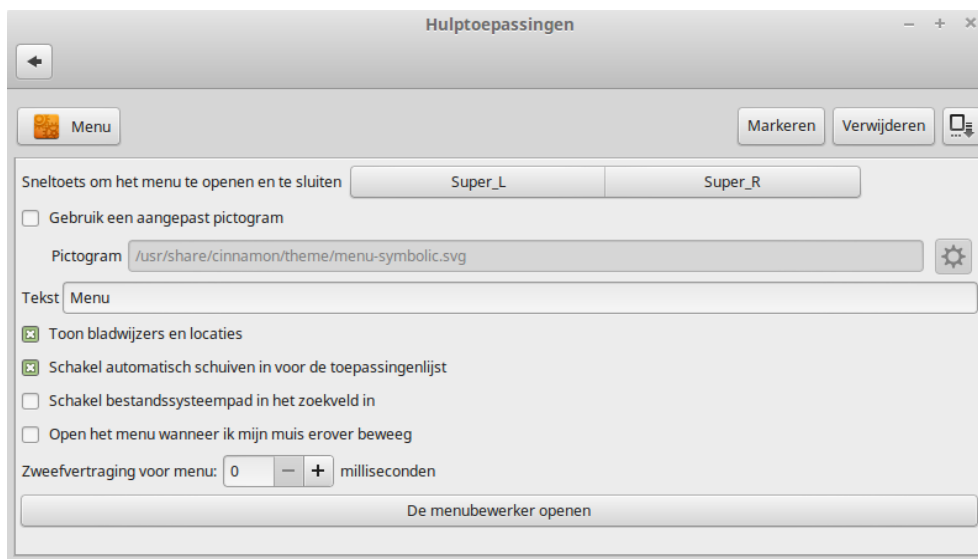 Hulptoepassingen
Menu Markeren Verwijderen
Sneltoets om het menu te openen en te sluiten Super_L Super_R
Gebruik een aangepast pictogram
Pictogram /usr/share/cinnamon/theme/menu-symbolic.svg
Tekst Menu
Toon bladwijzers en locaties
Schakel automatisch schuiven in voor de toepassingenlijst
Schakel bestandssysteempad in het zoekveld in
Open het menu wanneer ik mijn muis erover beweeg
Zweefvertraging voor menu: 0 milliseconden
De menubewerker openen